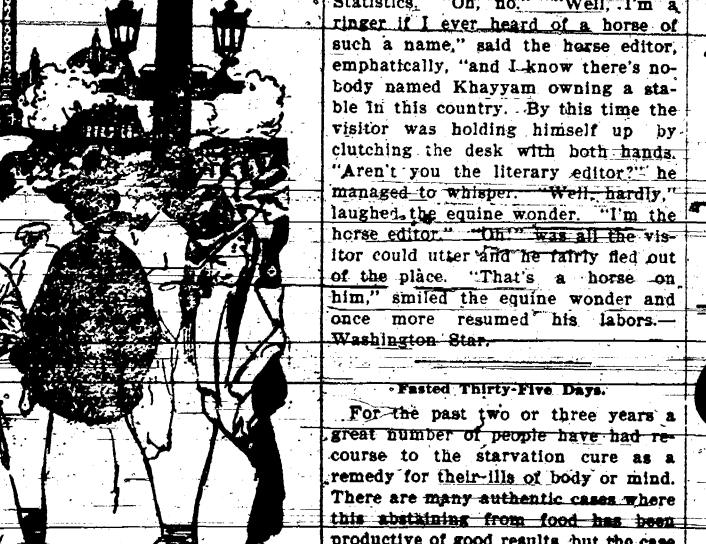 Statistics. "Oh, no." "Well, I'm a
ringer if I ever heard of a horse of
such a name," said the horse editor,
emphatically, "and I know there's no-
body named Khayyam owning a sta-
ble in this country. By this time the
visitor was holding himself up by
clutching the desk with both hands.
"Aren't you the literary editor?" he
managed to whisper. "Well, hardly,"
laughed the equine wonder. "I'm the
horse editor." "Oh!" was all the vis-
itor could utter and he fairly fled out
of the place. "That's a horse on
him," smiled the equine wonder and
once more resumed his labors.—
Washington Star.
Fasted Thirty-Five Days.
For the past two or three years a
great number of people have had re-
course to the starvation cure as a
remedy for their ills of body or mind.
There are many authentic cases where
this abstaining from food has been
productive of good results, but the case